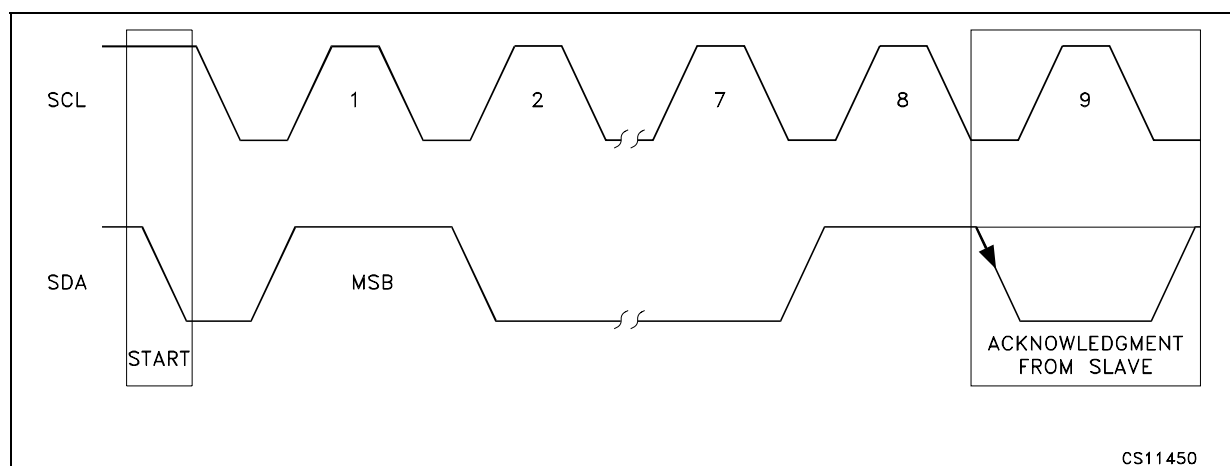 SCL
1
2
7
8
9
SDA
MSB
START
ACKNOWLEDGMENT
FROM SLAVE
CS11450